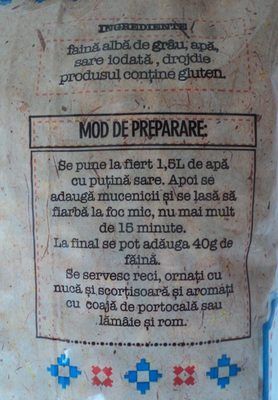 INGREDIENTE
făină albă de grâu, apă,
sare iodată , drojdie
produsul conține gluten.
MOD DE PREPARARE:
Se pune la fiert 1,5L de apă
cu puțină sare. Apoi se
adaugă mucenicii și se lasă să
fiarbă la foc mic, nu mai mult
de 15 minute.
La final se pot adăuga 40g de
făină.
Se servesc reci, ornați cu
nucă și scorțisoară și aromăți
cu coajă de portocală sau
lămâie și rom.